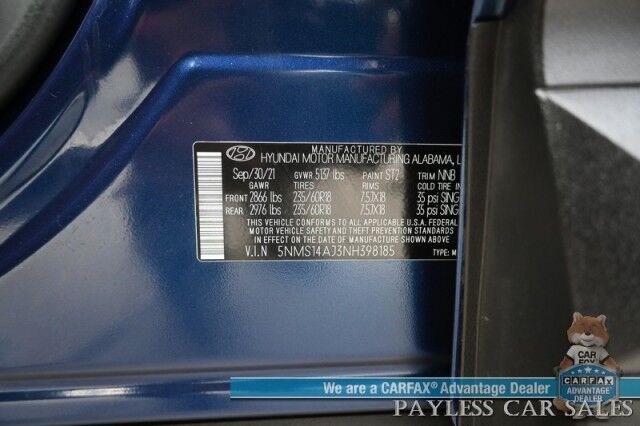 MANUFACTURED BY
HYUNDAI MOTOR MANUFACTURING ALABAMA, L
Sep/30/21 GVWR 5137 lbs PAINT ST2 TRIM NNB
GAWR TIRES RIMS COLD TIRE IN
FRONT 2866 lbs 235/60R18 7.5JX18 35 psi SING
REAR 2976 lbs 235/60R18 7.5JX18 35 psi SING
THIS VEHICLE CONFORMS TO ALL APPLICABLE U.S.A. FEDERAL
MOTOR VEHICLE SAFETY AND THEFT PREVENTION STANDARDS
IN EFFECT ON THE DATE OF MANUFACTURE SHOWN ABOVE.
V.I.N 5NMS14AJ3NH398185 TYPE: M
CAR
FOX
CARFAX
ADVANTAGE
DEALER
We are a CARFAX® Advantage Dealer
PAYLESS CAR SALES